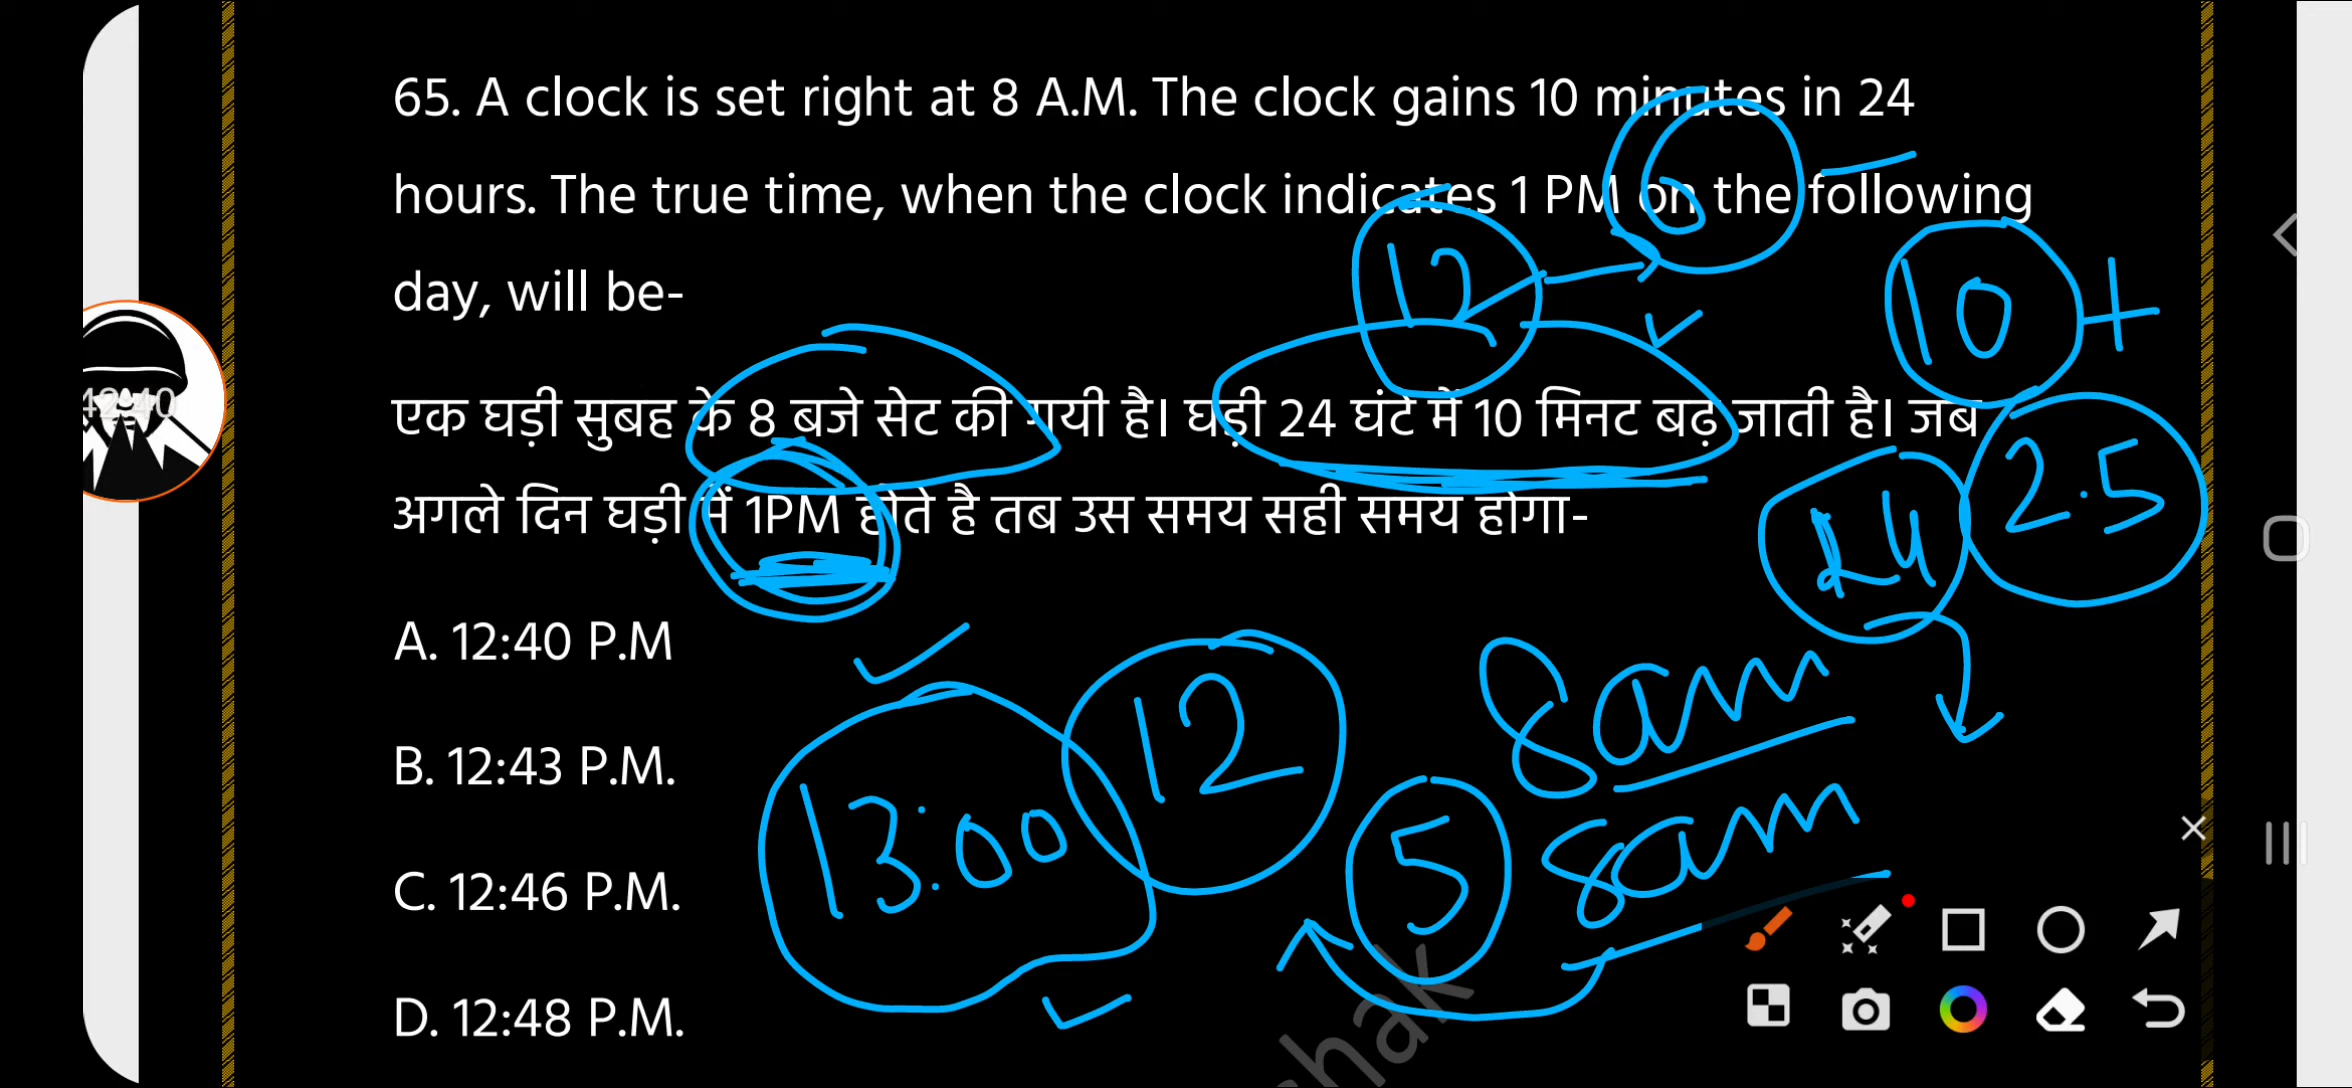 65. A clock is set right at 8 A.M. The clock gains 10 minutes in 24
hours. The true time, when the clock indicates 1 PM on the following
day, will be-
एक घड़ी सुबह के 8 बजे सेट की गयी है। घड़ी 24 घंटे में 10 मिनट बढ़ जाती है। जब
अगले दिन घड़ी में 1PM होते है तब उस समय सही समय होगा-
A. 12:40 P.M
B. 12:43 P.M.
C. 12:46 P.M.
D. 12:48 P.M.
6
12
10 +
24
2.5
12
8am
13:00
5
8am
42:40